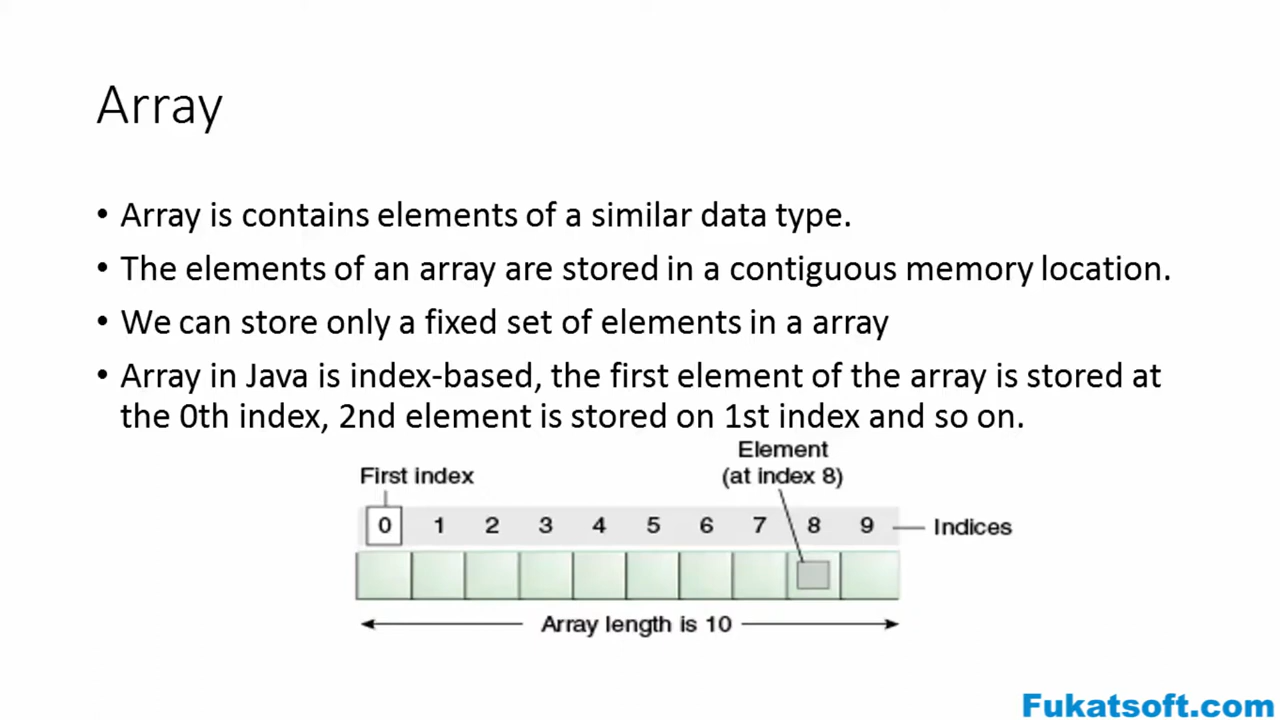 Array
• Array is contains elements of a similar data type.
• The elements of an array are stored in a contiguous memory location.
• We can store only a fixed set of elements in a array
• Array in Java is index-based, the first element of the array is stored at
the 0th index, 2nd element is stored on 1st index and so on.
Element
First index (at index 8)
0 1 2 3 4 5 6 7 8 9 Indices
Array length is 10
Fukatsoft.com